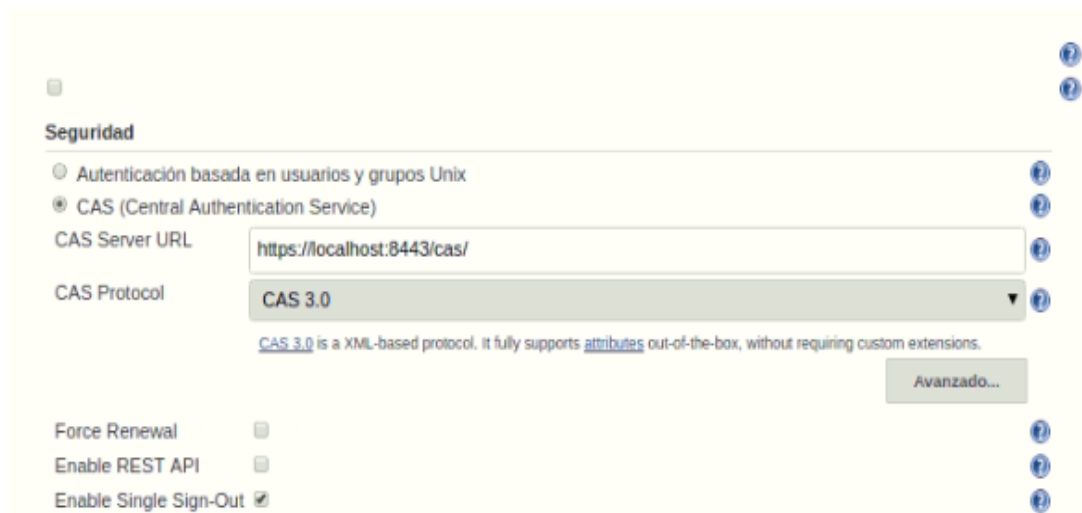 Seguridad
Autenticación basada en usuarios y grupos Unix
CAS (Central Authentication Service)
CAS Server URL https://localhost:8443/cas/
CAS Protocol CAS 3.0
CAS 3.0 is a XML-based protocol. It fully supports attributes out-of-the-box, without requiring custom extensions.
Avanzado...
Force Renewal
Enable REST API
Enable Single Sign-Out